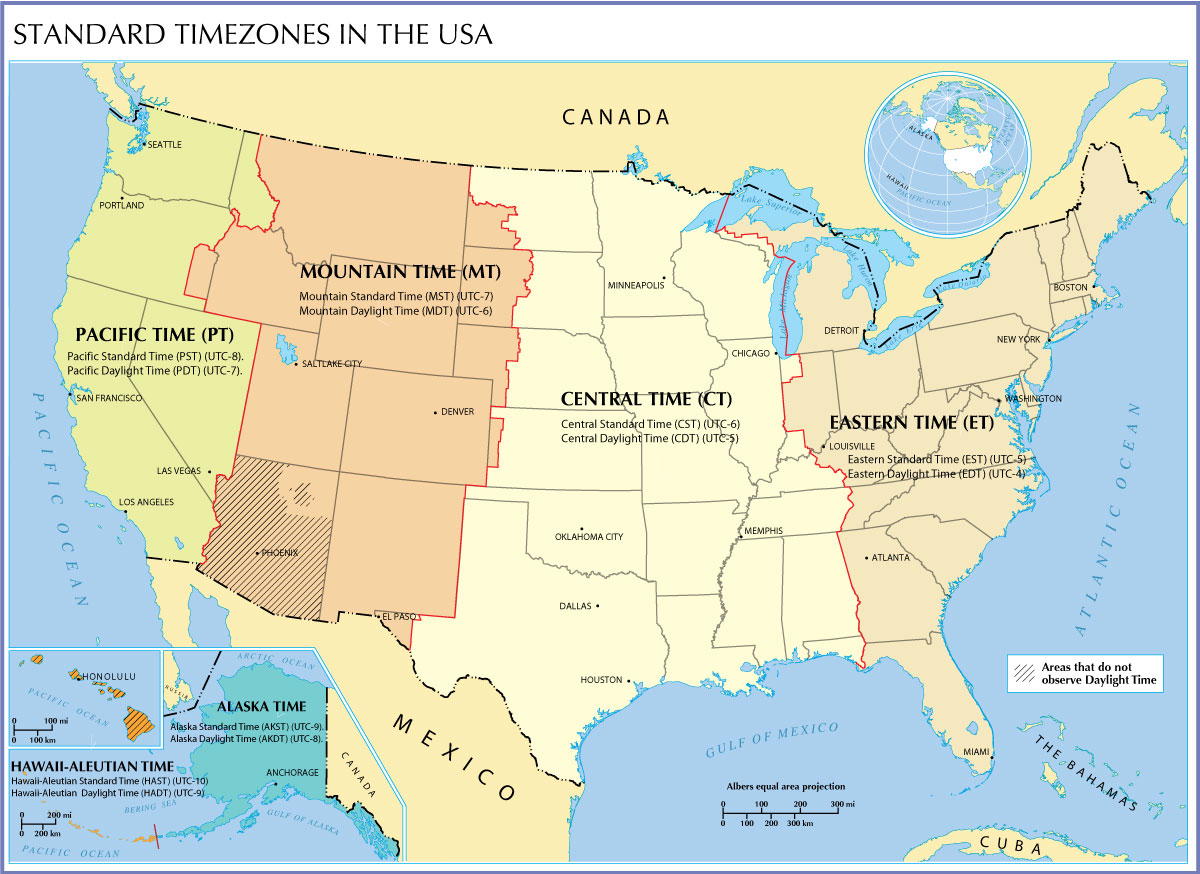 STANDARD TIMEZONES IN THE USA
CANADA
ALASKA
HAWAII
PACIFIC OCEAN
SEATTLE
PORTLAND
Lake Superior
Lake Huron
MINNEAPOLIS
BOSTON
MOUNTAIN TIME (MT)
Mountain Standard Time (MST) (UTC-7)
Mountain Daylight Time (MDT) (UTC-6)
PACIFIC TIME (PT)
Pacific Standard Time (PST) (UTC-8).
Pacific Daylight Time (PDT) (UTC-7).
DETROIT
NEW YORK
CHICAGO
SALTLAKE CITY
SAN FRANCISCO
DENVER
WASHINGTON
CENTRAL TIME (CT)
Central Standard Time (CST) (UTC-6)
Central Daylight Time (CDT) (UTC-5)
EASTERN TIME (ET)
LOUISVILLE
Eastern Standard Time (EST) (UTC-5)
Eastern Daylight Time (EDT) (UTC-4)
PACIFIC OCEAN
ATLANTIC OCEAN
LAS VEGAS
LOS ANGELES
OKLAHOMA CITY
MEMPHIS
PHOENIX
ATLANTA
DALLAS
EL PASO
HOUSTON
Areas that do not
observe Daylight Time
MEXICO
GULF OF MEXICO
MIAMI
THE BAHAMAS
CUBA
Albers equal area projection
0 100 200 300 mi
0 100 200 300 km
HONOLULU
PACIFIC OCEAN
0 100 mi
0 100 km
ARCTIC OCEAN
RUSSIA
ALASKA TIME
Alaska Standard Time (AKST) (UTC-9).
Alaska Daylight Time (AKDT) (UTC-8).
CANADA
ANCHORAGE
HAWAII-ALEUTIAN TIME
Hawaii-Aleutian Standard Time (HAST) (UTC-10)
Hawaii-Aleutian Daylight Time (HADT) (UTC-9)
BERING SEA
GULF OF ALASKA
0 200 mi
0 200 km
PACIFIC OCEAN